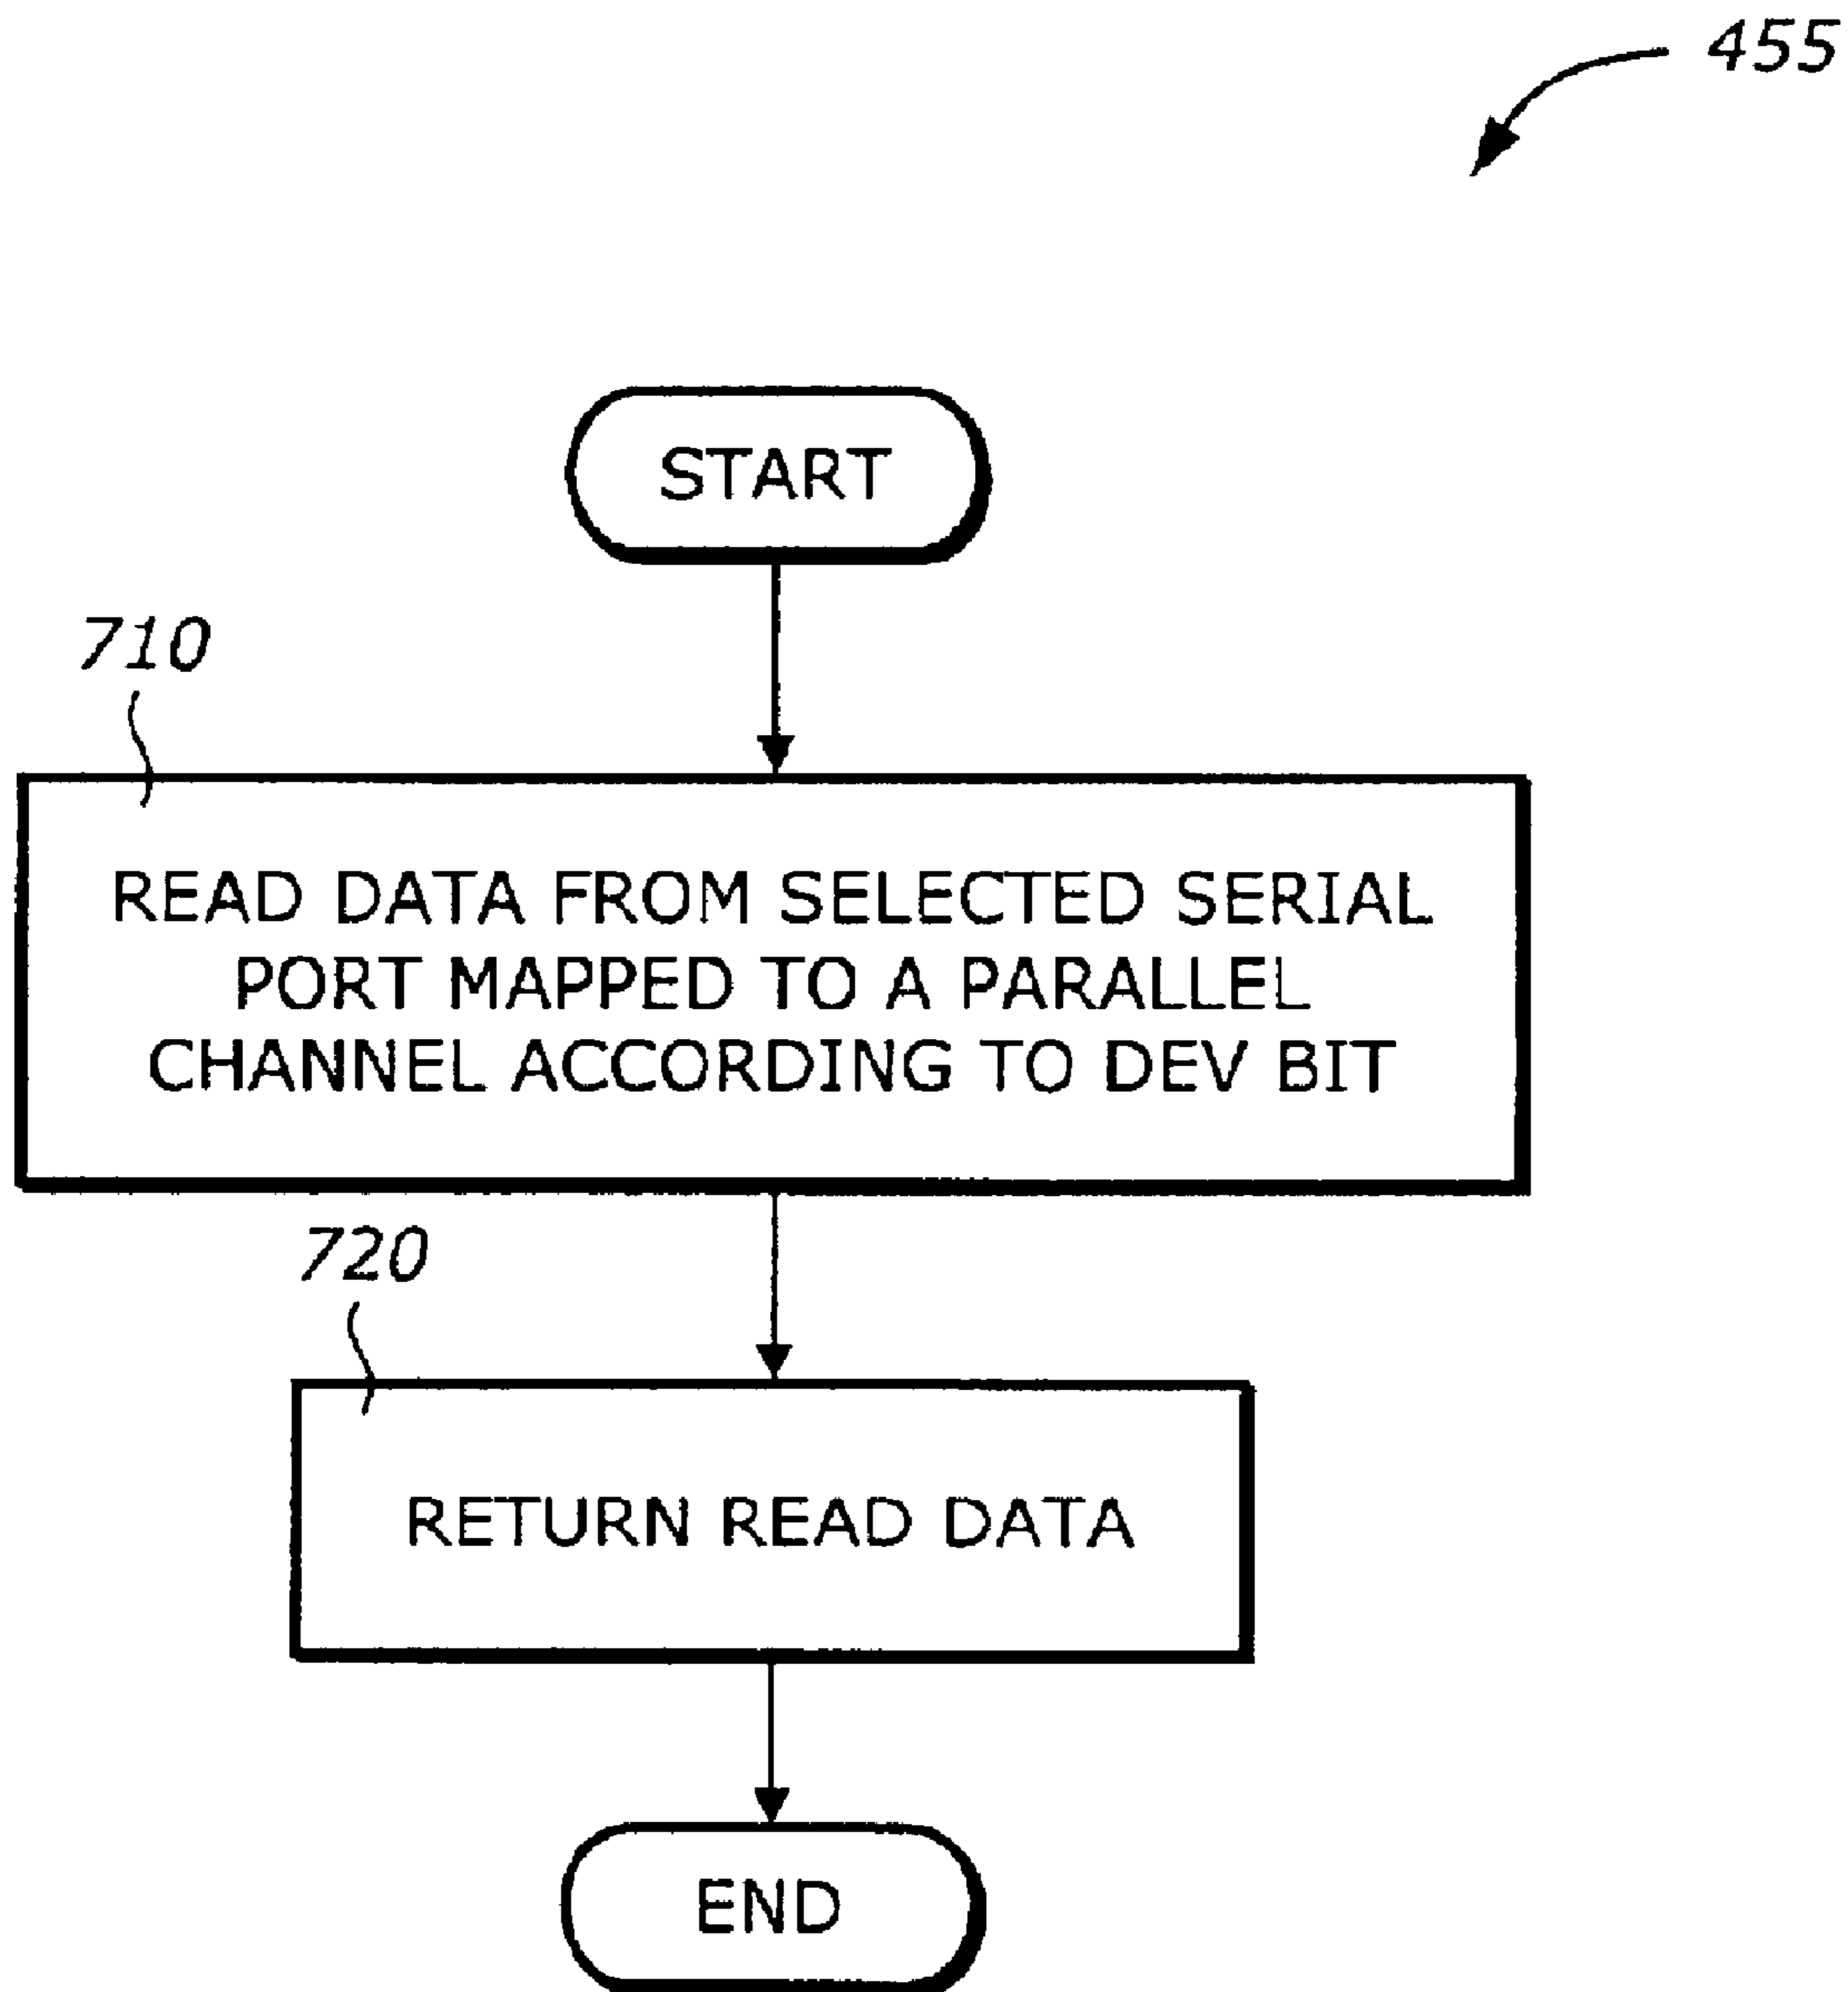 455
START
710
READ DATA FROM SELECTED SERIAL
PORT MAPPED TO A PARALLEL
CHANNEL ACCORDING TO DEV BIT
720
RETURN READ DATA
END